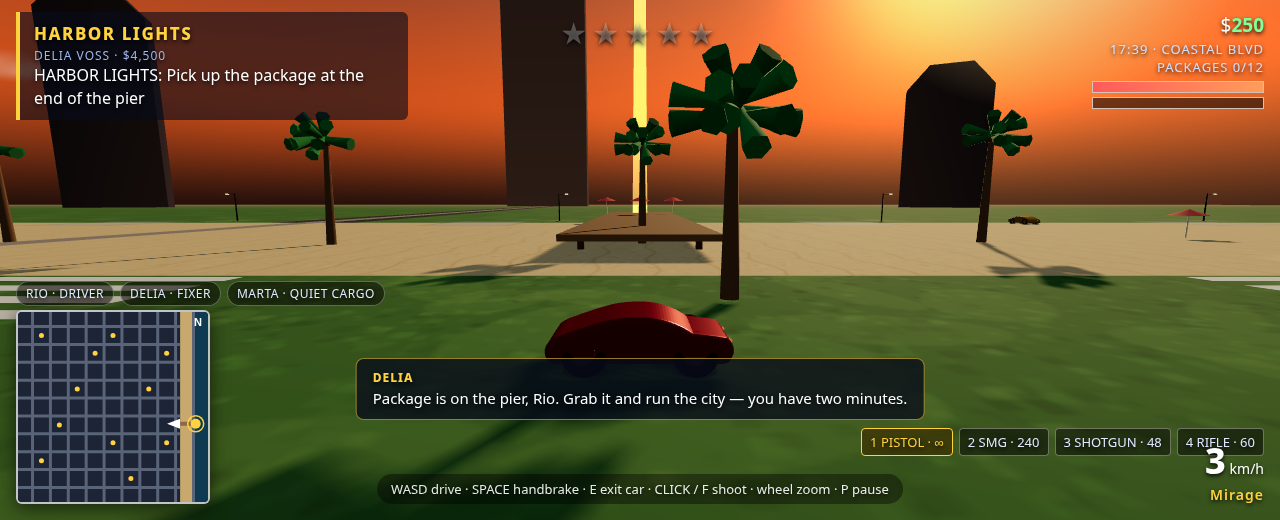 HARBOR LIGHTS
DELIA VOSS · $4,500
HARBOR LIGHTS: Pick up the package at the
end of the pier
$250
17:39 · COASTAL BLVD
PACKAGES 0/12
RIO · DRIVER
DELIA · FIXER
MARTA · QUIET CARGO
N
DELIA
Package is on the pier, Rio. Grab it and run the city — you have two minutes.
1 PISTOL · ∞
2 SMG · 240
3 SHOTGUN · 48
4 RIFLE · 60
3 km/h
Mirage
WASD drive · SPACE handbrake · E exit car · CLICK / F shoot · wheel zoom · P pause